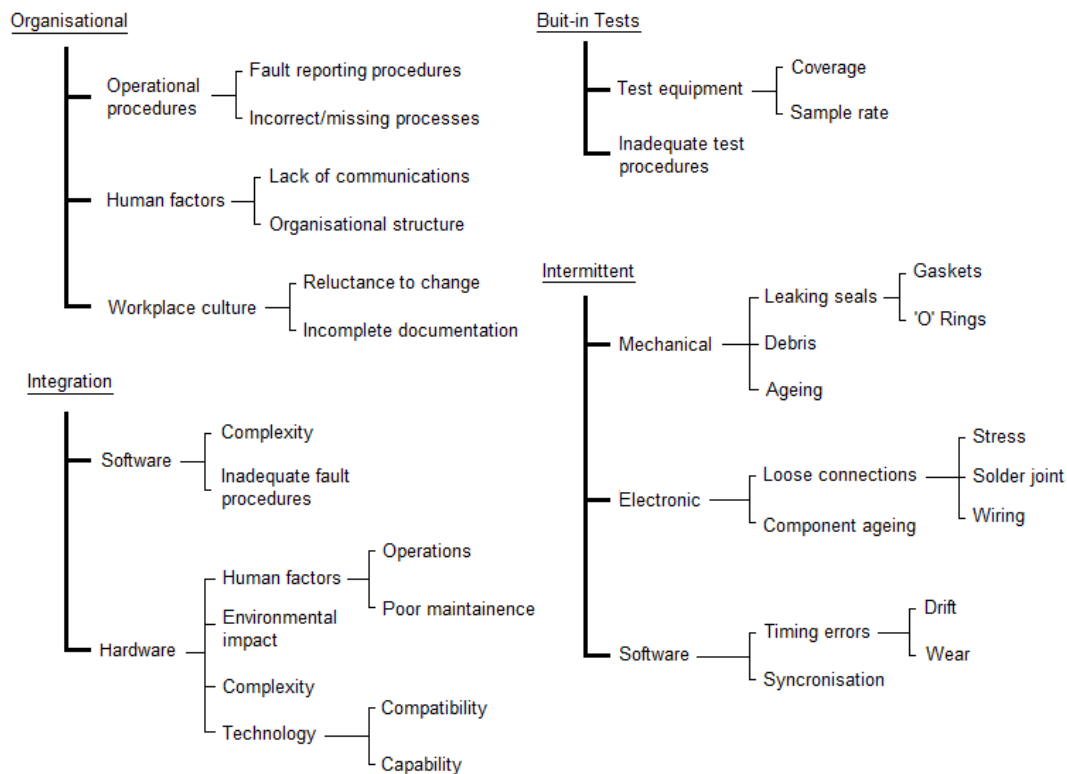 Organisational
Operational
procedures
Fault reporting procedures
Incorrect/missing processes
Human factors
Lack of communications
Organisational structure
Workplace culture
Reluctance to change
Incomplete documentation
Integration
Software
Complexity
Inadequate fault
procedures
Hardware
Human factors
Operations
Poor maintainence
Environmental
impact
Complexity
Technology
Compatibility
Capability
Buit-in Tests
Test equipment
Coverage
Sample rate
Inadequate test
procedures
Intermittent
Mechanical
Leaking seals
Gaskets
'O' Rings
Debris
Ageing
Electronic
Loose connections
Stress
Solder joint
Wiring
Component ageing
Software
Timing errors
Drift
Wear
Syncronisation